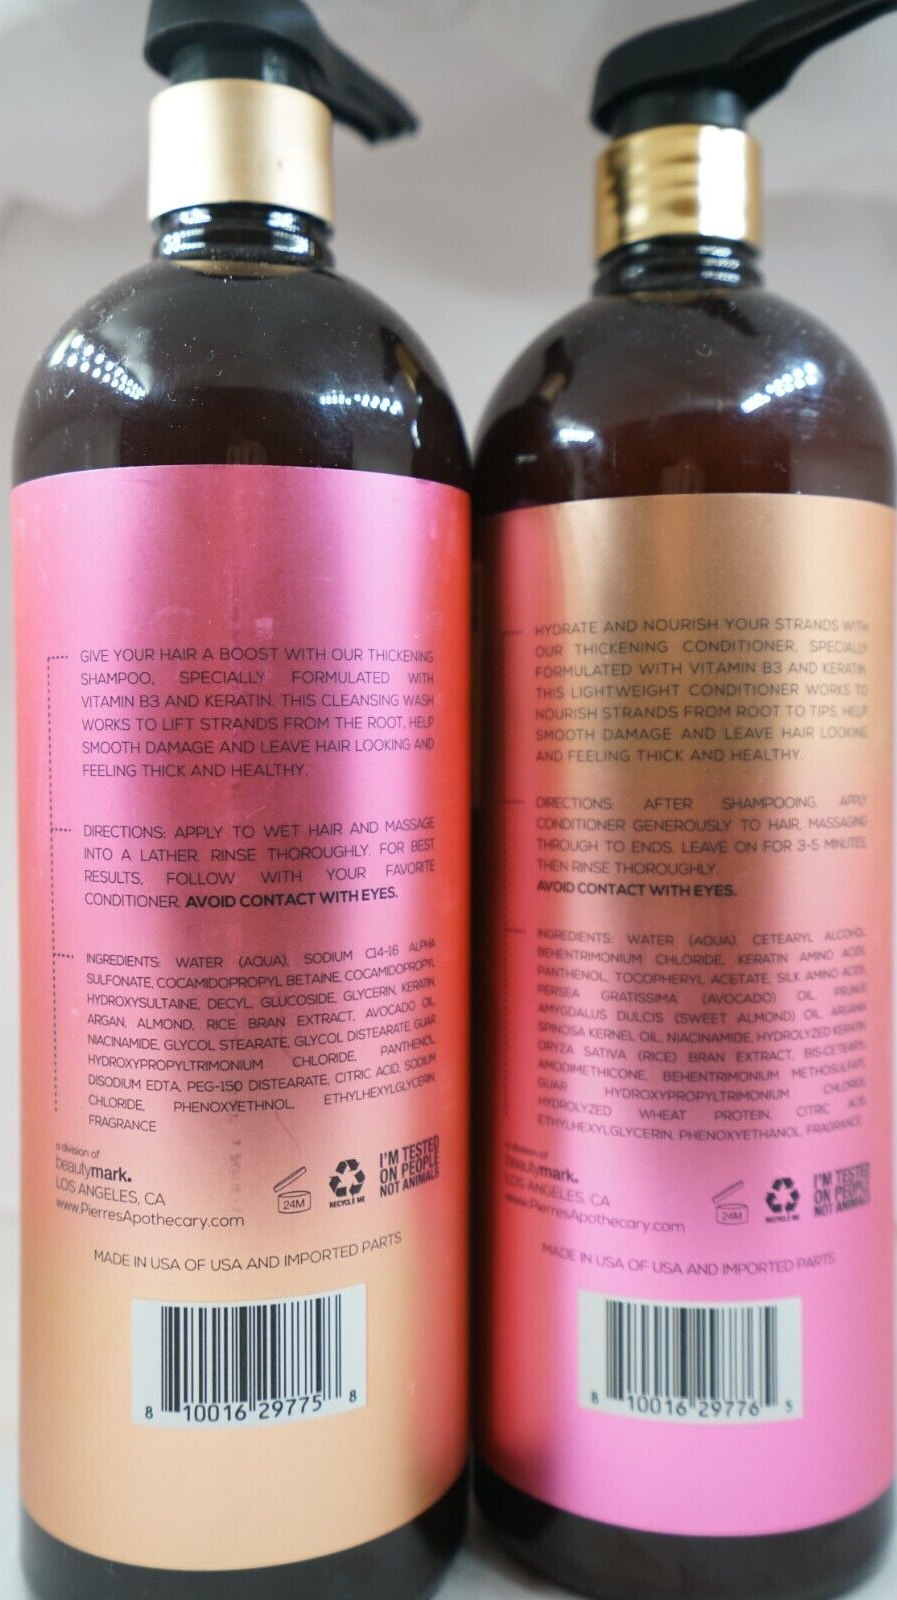 GIVE YOUR HAIR A BOOST WITH OUR THICKENING
SHAMPOO, SPECIALLY FORMULATED WITH
VITAMIN B3 AND KERATIN. THIS CLEANSING WASH
WORKS TO LIFT STRANDS FROM THE ROOT, HELP
SMOOTH DAMAGE AND LEAVE HAIR LOOKING AND
FEELING THICK AND HEALTHY.
DIRECTIONS: APPLY TO WET HAIR AND MASSAGE
INTO A LATHER. RINSE THOROUGHLY. FOR BEST
RESULTS, FOLLOW WITH YOUR FAVORITE
CONDITIONER. AVOID CONTACT WITH EYES.
INGREDIENTS: WATER (AQUA), SODIUM C14-16 ALPHA
SULFONATE, COCAMIDOPROPYL BETAINE, COCAMIDOPROPYL
HYDROXYSULTAINE, DECYL, GLUCOSIDE, GLYCERIN, KERATIN,
ARGAN, ALMOND, RICE BRAN EXTRACT, AVOCADO OIL,
NIACINAMIDE, GLYCOL STEARATE, GLYCOL DISTEARATE, GUAR
HYDROXYPROPYLTRIMONIUM CHLORIDE, PANTHENOL,
DISODIUM EDTA, PEG-150 DISTEARATE, CITRIC ACID, SODIUM
CHLORIDE, PHENOXYETHNOL, ETHYLHEXYLGLYCERIN,
FRAGRANCE
a division of
beautymark.
LOS ANGELES, CA
www.PierresApothecary.com
24M
RECYCLE ME
I'M TESTED
ON PEOPLE
NOT ANIMALS
MADE IN USA OF USA AND IMPORTED PARTS
8 10016 29775 8
HYDRATE AND NOURISH YOUR STRANDS WITH
OUR THICKENING CONDITIONER, SPECIALLY
FORMULATED WITH VITAMIN B3 AND KERATIN.
THIS LIGHTWEIGHT CONDITIONER WORKS TO
NOURISH STRANDS FROM ROOT TO TIPS, HELP
SMOOTH DAMAGE AND LEAVE HAIR LOOKING
AND FEELING THICK AND HEALTHY.
DIRECTIONS: AFTER SHAMPOOING, APPLY
CONDITIONER GENEROUSLY TO HAIR, MASSAGING
THROUGH TO ENDS. LEAVE ON FOR 3-5 MINUTES,
THEN RINSE THOROUGHLY.
AVOID CONTACT WITH EYES.
INGREDIENTS: WATER (AQUA), CETEARYL ALCOHOL,
BEHENTRIMONIUM CHLORIDE, KERATIN AMINO ACIDS,
PANTHENOL, TOCOPHERYL ACETATE, SILK AMINO ACIDS,
PERSEA GRATISSIMA (AVOCADO) OIL, PRUNUS
AMYGDALUS DULCIS (SWEET ALMOND) OIL, ARGANIA
SPINOSA KERNEL OIL, NIACINAMIDE, HYDROLYZED KERATIN,
ORYZA SATIVA (RICE) BRAN EXTRACT, BIS-CETEARYL
AMODIMETHICONE, BEHENTRIMONIUM METHOSULFATE,
GUAR HYDROXYPROPYLTRIMONIUM CHLORIDE,
HYDROLYZED WHEAT PROTEIN, CITRIC ACID,
ETHYLHEXYLGLYCERIN, PHENOXYETHANOL, FRAGRANCE
a division of
beautymark.
LOS ANGELES, CA
www.PierresApothecary.com
24M
RECYCLE ME
I'M TESTED
ON PEOPLE
NOT ANIMALS
MADE IN USA OF USA AND IMPORTED PARTS
8 10016 29776 5